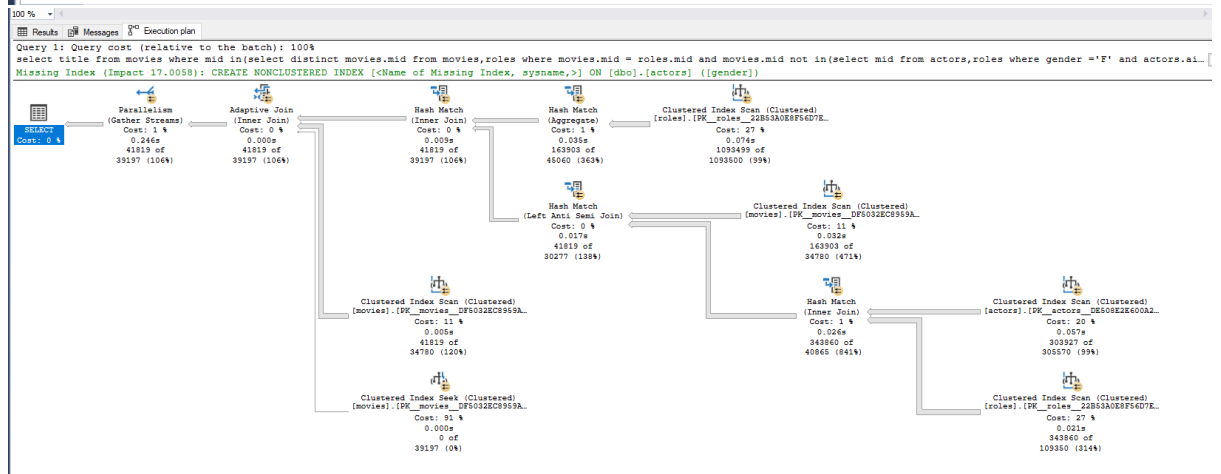 100 %
Results Messages Execution plan
Query 1: Query cost (relative to the batch): 100%
select title from movies where mid in(select distinct movies.mid from movies,roles where movies.mid = roles.mid and movies.mid not in(select mid from actors,roles where gender ='F' and actors.ai…
Missing Index (Impact 17.0058): CREATE NONCLUSTERED INDEX [<Name of Missing Index, sysname,>] ON [dbo].[actors] ([gender])
SELECT
Cost: 0 %
Parallelism
(Gather Streams)
Cost: 1 %
0.246s
41819 of
39197 (106%)
Adaptive Join
(Inner Join)
Cost: 0 %
0.000s
41819 of
39197 (106%)
Hash Match
(Inner Join)
Cost: 0 %
0.009s
41819 of
39197 (106%)
Hash Match
(Aggregate)
Cost: 1 %
0.035s
163903 of
45060 (363%)
Clustered Index Scan (Clustered)
[roles].[PK__roles__22B53A0E8F56D7E…
Cost: 27 %
0.074s
1093499 of
1093500 (99%)
Hash Match
(Left Anti Semi Join)
Cost: 0 %
0.017s
41819 of
30277 (138%)
Clustered Index Scan (Clustered)
[movies].[PK__movies__DF5032EC8959A…
Cost: 11 %
0.032s
163903 of
34780 (471%)
Clustered Index Scan (Clustered)
[movies].[PK__movies__DF5032EC8959A…
Cost: 11 %
0.005s
41819 of
34780 (120%)
Hash Match
(Inner Join)
Cost: 1 %
0.026s
343860 of
40865 (841%)
Clustered Index Scan (Clustered)
[actors].[PK__actors__DE508E2E600A2…
Cost: 20 %
0.057s
303927 of
305570 (99%)
Clustered Index Seek (Clustered)
[movies].[PK__movies__DF5032EC8959A…
Cost: 91 %
0.000s
0 of
39197 (0%)
Clustered Index Scan (Clustered)
[roles].[PK__roles__22B53A0E8F56D7E…
Cost: 27 %
0.021s
343860 of
109350 (314%)